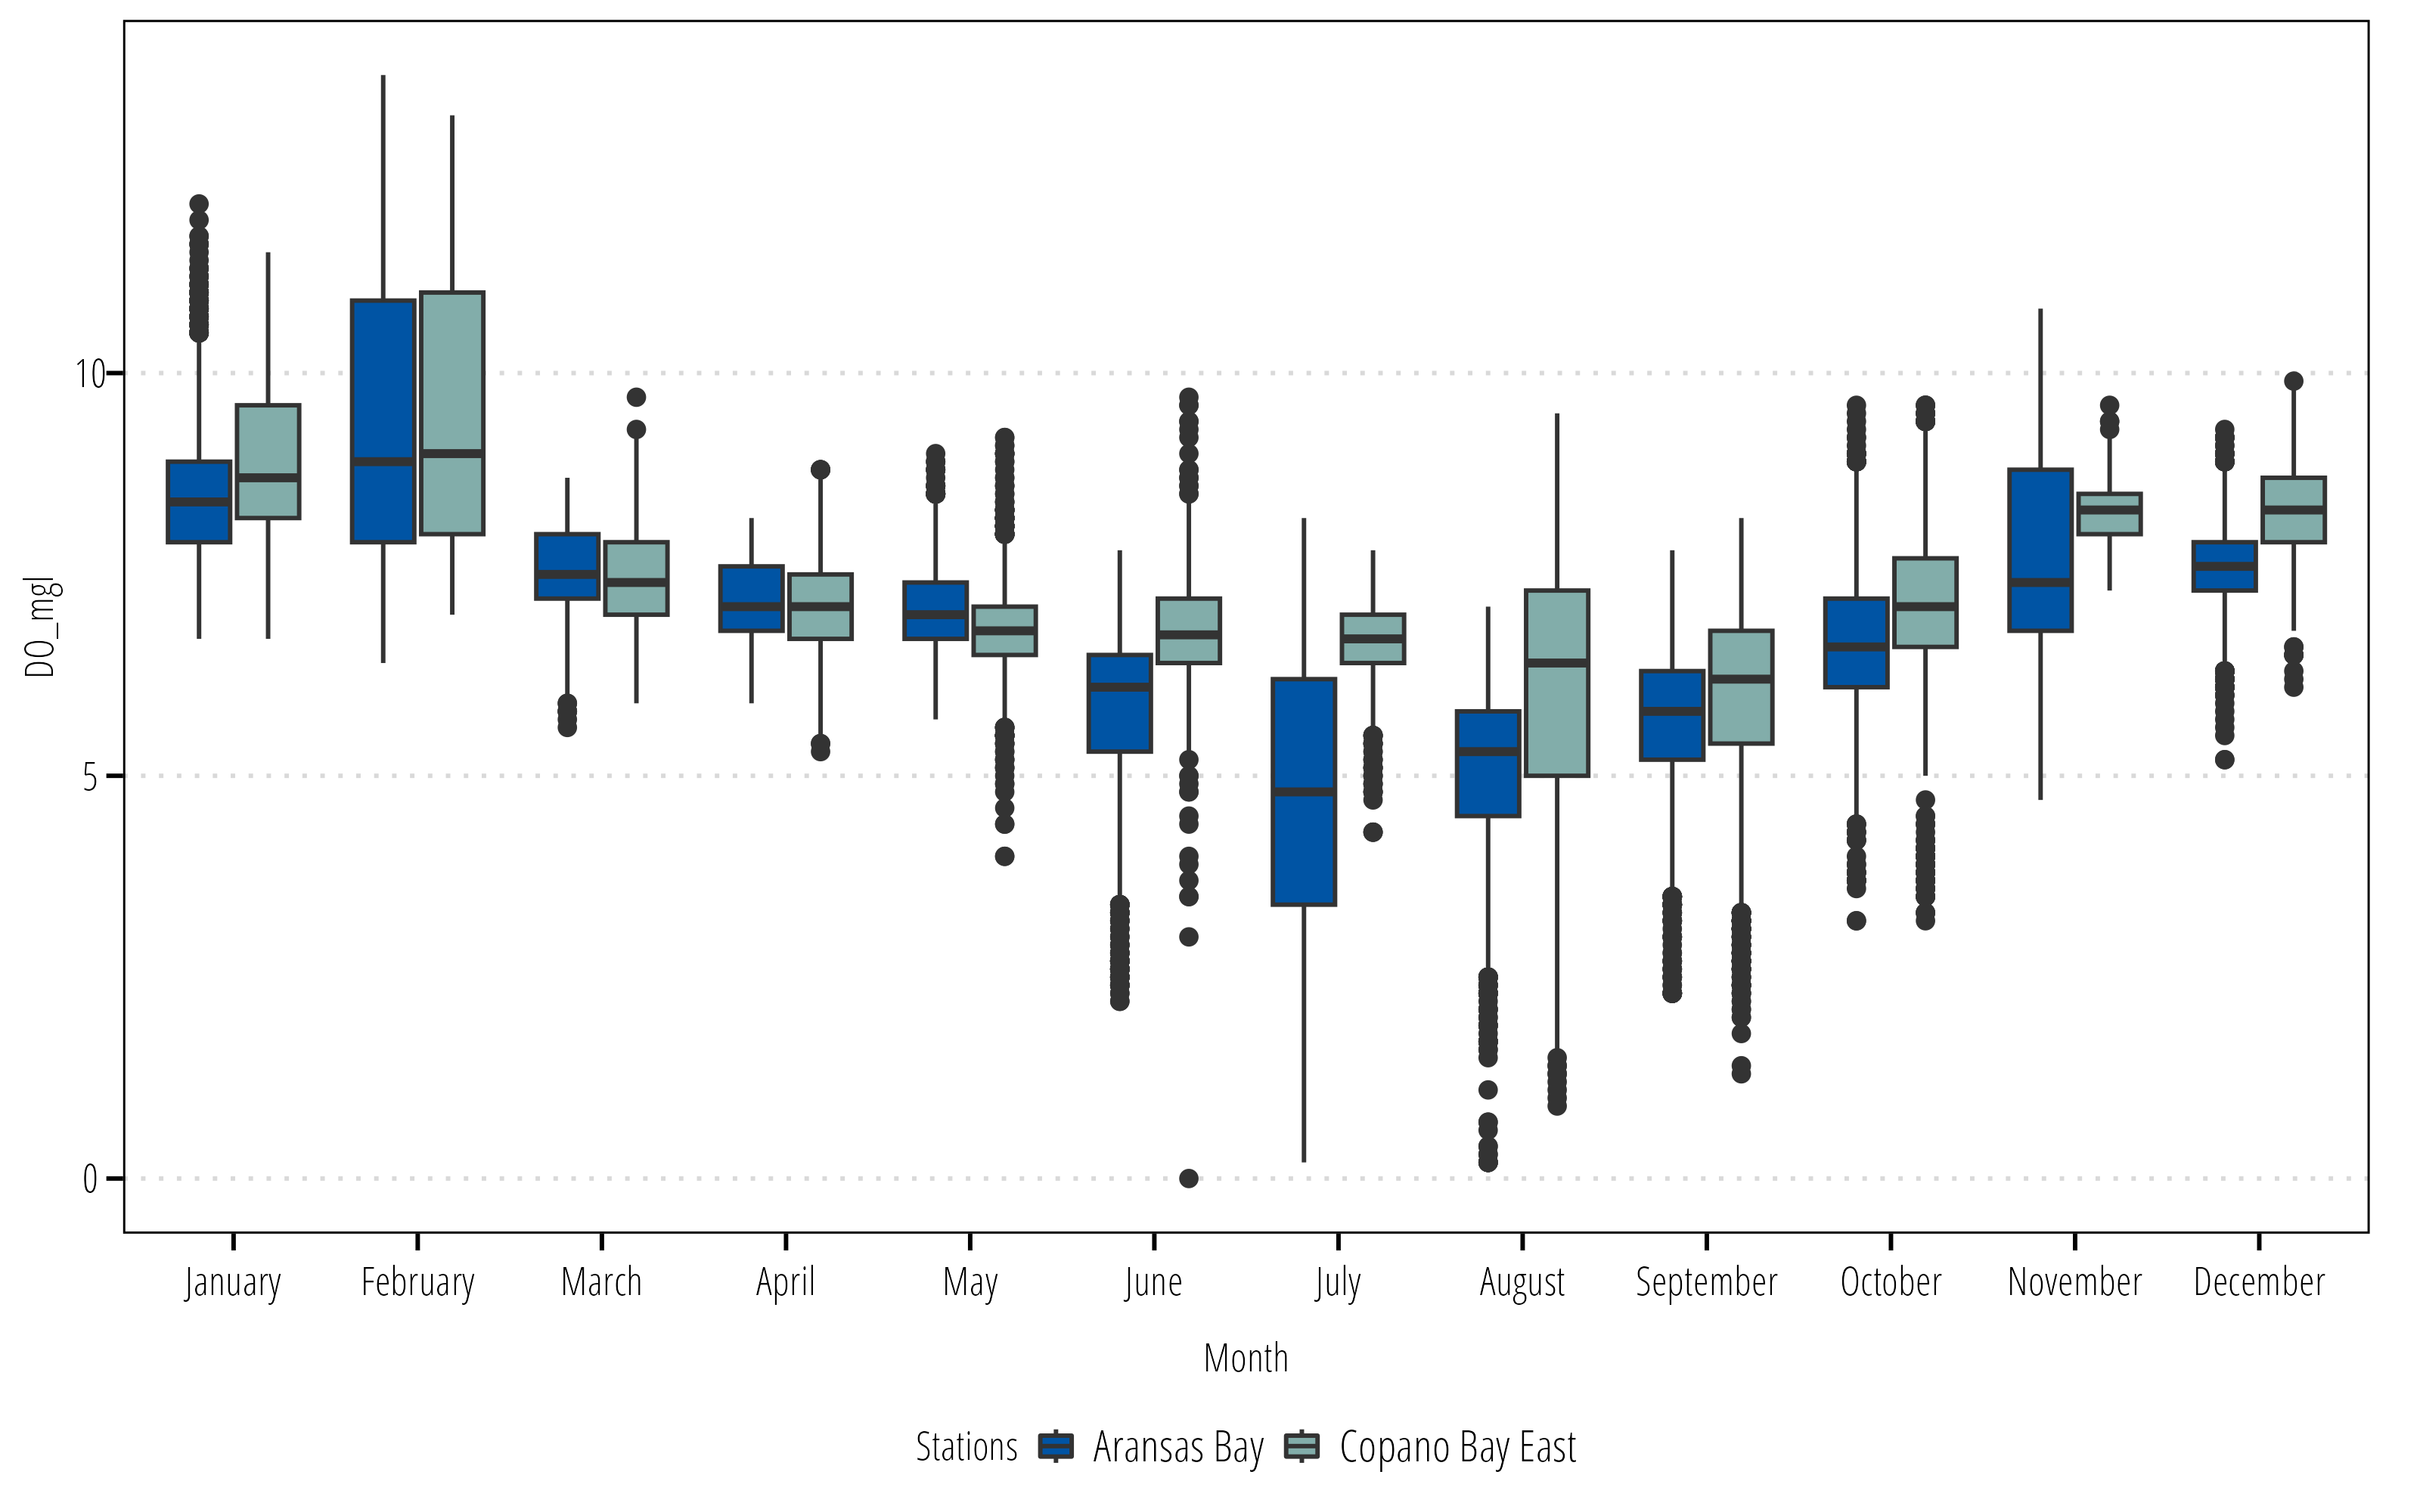 10
5
0
DO_mgl
January February March April May June July August September October November December
Month
Stations Aransas Bay Copano Bay East